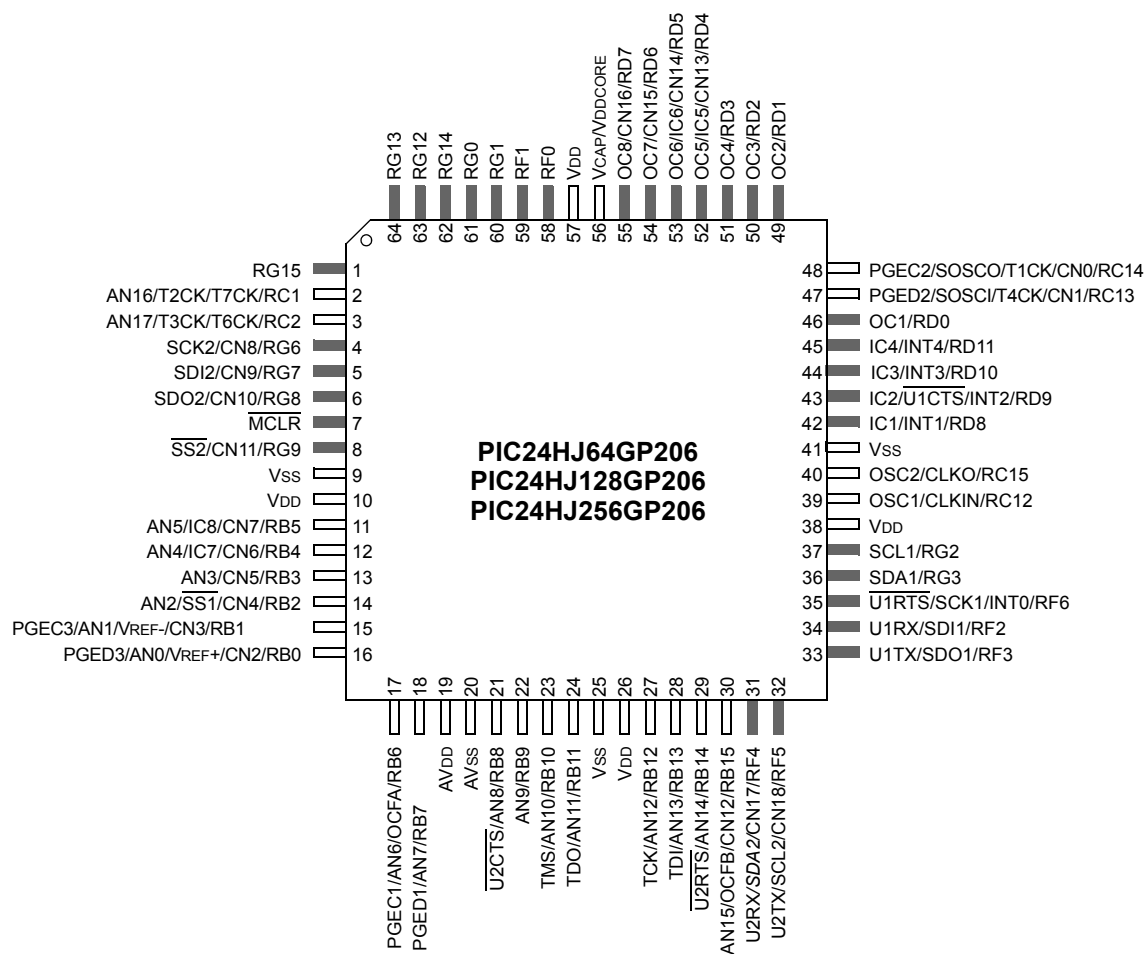 RG13
RG12
RG14
RG0
RG1
RF1
RF0
VDD
VCAP/VDDCORE
OC8/CN16/RD7
OC7/CN15/RD6
OC6/IC6/CN14/RD5
OC5/IC5/CN13/RD4
OC4/RD3
OC3/RD2
OC2/RD1
64
63
62
61
60
59
58
57
56
55
54
53
52
51
50
49
RG15 1
AN16/T2CK/T7CK/RC1 2
AN17/T3CK/T6CK/RC2 3
SCK2/CN8/RG6 4
SDI2/CN9/RG7 5
SDO2/CN10/RG8 6
MCLR 7
SS2/CN11/RG9 8
VSS 9
VDD 10
AN5/IC8/CN7/RB5 11
AN4/IC7/CN6/RB4 12
AN3/CN5/RB3 13
AN2/SS1/CN4/RB2 14
PGEC3/AN1/VREF-/CN3/RB1 15
PGED3/AN0/VREF+/CN2/RB0 16
PIC24HJ64GP206
PIC24HJ128GP206
PIC24HJ256GP206
48 PGEC2/SOSCO/T1CK/CN0/RC14
47 PGED2/SOSCI/T4CK/CN1/RC13
46 OC1/RD0
45 IC4/INT4/RD11
44 IC3/INT3/RD10
43 IC2/U1CTS/INT2/RD9
42 IC1/INT1/RD8
41 VSS
40 OSC2/CLKO/RC15
39 OSC1/CLKIN/RC12
38 VDD
37 SCL1/RG2
36 SDA1/RG3
35 U1RTS/SCK1/INT0/RF6
34 U1RX/SDI1/RF2
33 U1TX/SDO1/RF3
17
18
19
20
21
22
23
24
25
26
27
28
29
30
31
32
PGEC1/AN6/OCFA/RB6
PGED1/AN7/RB7
AVDD
AVSS
U2CTS/AN8/RB8
AN9/RB9
TMS/AN10/RB10
TDO/AN11/RB11
VSS
VDD
TCK/AN12/RB12
TDI/AN13/RB13
U2RTS/AN14/RB14
AN15/OCFB/CN12/RB15
U2RX/SDA2/CN17/RF4
U2TX/SCL2/CN18/RF5